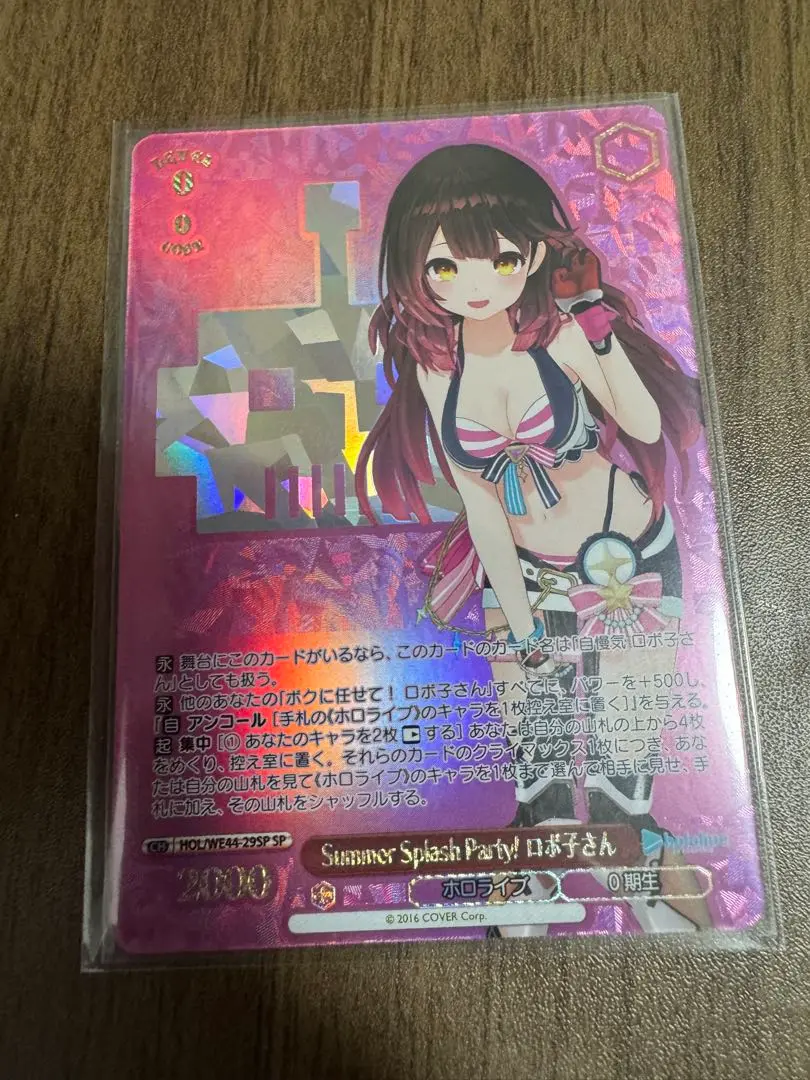 LEVEL
0
0
COST
永 舞台にこのカードがいるなら、このカードのカード名は「自慢気 ロボ子さ
ん」としても扱う。
永 他のあなたの「ボクに任せて! ロボ子さん」すべてに、パワーを+500し、
『自 アンコール [手札の《ホロライブ》のキャラを1枚控え室に置く]』を与える。
起 集中 [① あなたのキャラを2枚 する] あなたは自分の山札の上から4枚
をめくり、控え室に置く。それらのカードのクライマックス1枚につき、あな
たは自分の山札を見て《ホロライブ》のキャラを1枚まで選んで相手に見せ、手
札に加え、その山札をシャッフルする。
CH HOL/WE44-29SP SP
Summer Splash Party! ロボ子さん
hololive
2000
ホロライブ 0期生
© 2016 COVER Corp.